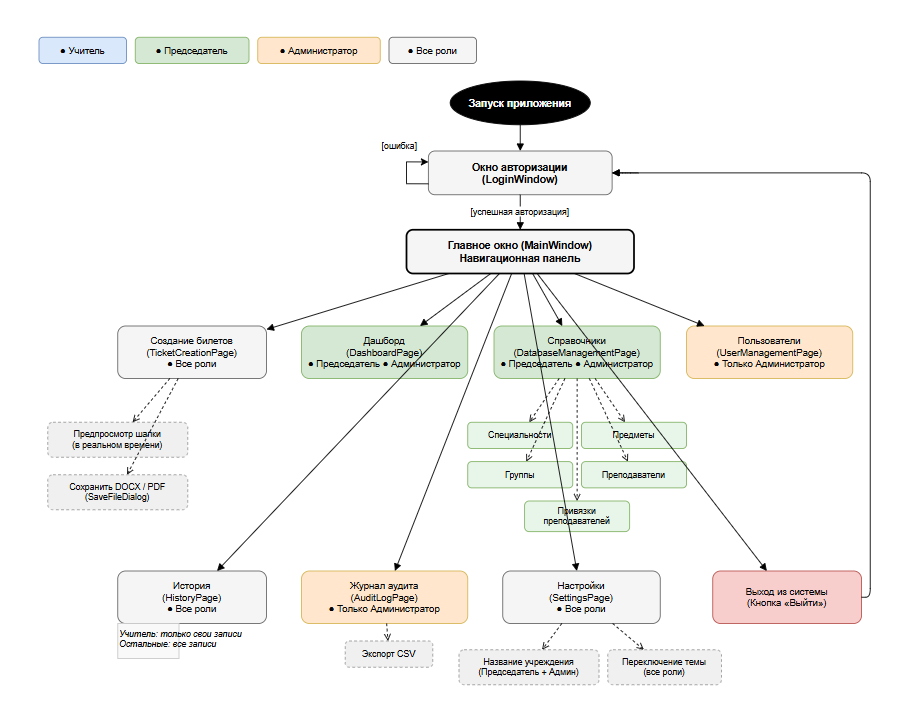 ● Учитель
● Председатель
● Администратор
● Все роли
Запуск приложения
[ошибка]
Окно авторизации
(LoginWindow)
[успешная авторизация]
Главное окно (MainWindow)
Навигационная панель
Создание билетов
(TicketCreationPage)
● Все роли
Дашборд
(DashboardPage)
● Председатель ● Администратор
Справочники
(DatabaseManagementPage)
● Председатель ● Администратор
Пользователи
(UserManagementPage)
● Только Администратор
Предпросмотр шапки
(в реальном времени)
Сохранить DOCX / PDF
(SaveFileDialog)
Специальности
Предметы
Группы
Преподаватели
Привязки
преподавателей
История
(HistoryPage)
● Все роли
Учитель: только свои записи
Остальные: все записи
Журнал аудита
(AuditLogPage)
● Только Администратор
Экспорт CSV
Настройки
(SettingsPage)
● Все роли
Название учреждения
(Председатель + Админ)
Переключение темы
(все роли)
Выход из системы
(Кнопка «Выйти»)